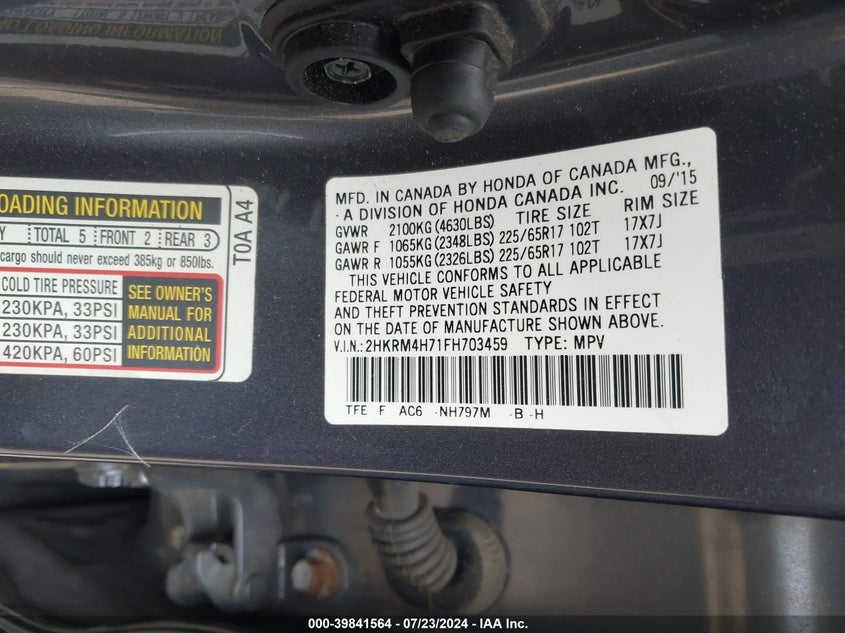 LOADING INFORMATION
TOTAL 5 FRONT 2 REAR 3
cargo should never exceed 385kg or 850lbs.
COLD TIRE PRESSURE
230KPA, 33PSI
230KPA, 33PSI
420KPA, 60PSI
SEE OWNER'S
MANUAL FOR
ADDITIONAL
INFORMATION
T0A A4
MFD. IN CANADA BY HONDA OF CANADA MFG.,
· A DIVISION OF HONDA CANADA INC. 09/'15
GVWR 2100KG (4630LBS) TIRE SIZE RIM SIZE
GAWR F 1065KG (2348LBS) 225/65R17 102T 17X7J
GAWR R 1055KG (2326LBS) 225/65R17 102T 17X7J
THIS VEHICLE CONFORMS TO ALL APPLICABLE
FEDERAL MOTOR VEHICLE SAFETY
AND THEFT PREVENTION STANDARDS IN EFFECT
ON THE DATE OF MANUFACTURE SHOWN ABOVE.
V.I.N.: 2HKRM4H71FH703459 TYPE: MPV
TFE F AC6 -NH797M -B -H
000-39841564 / 07/23/2024 - IAA Inc.